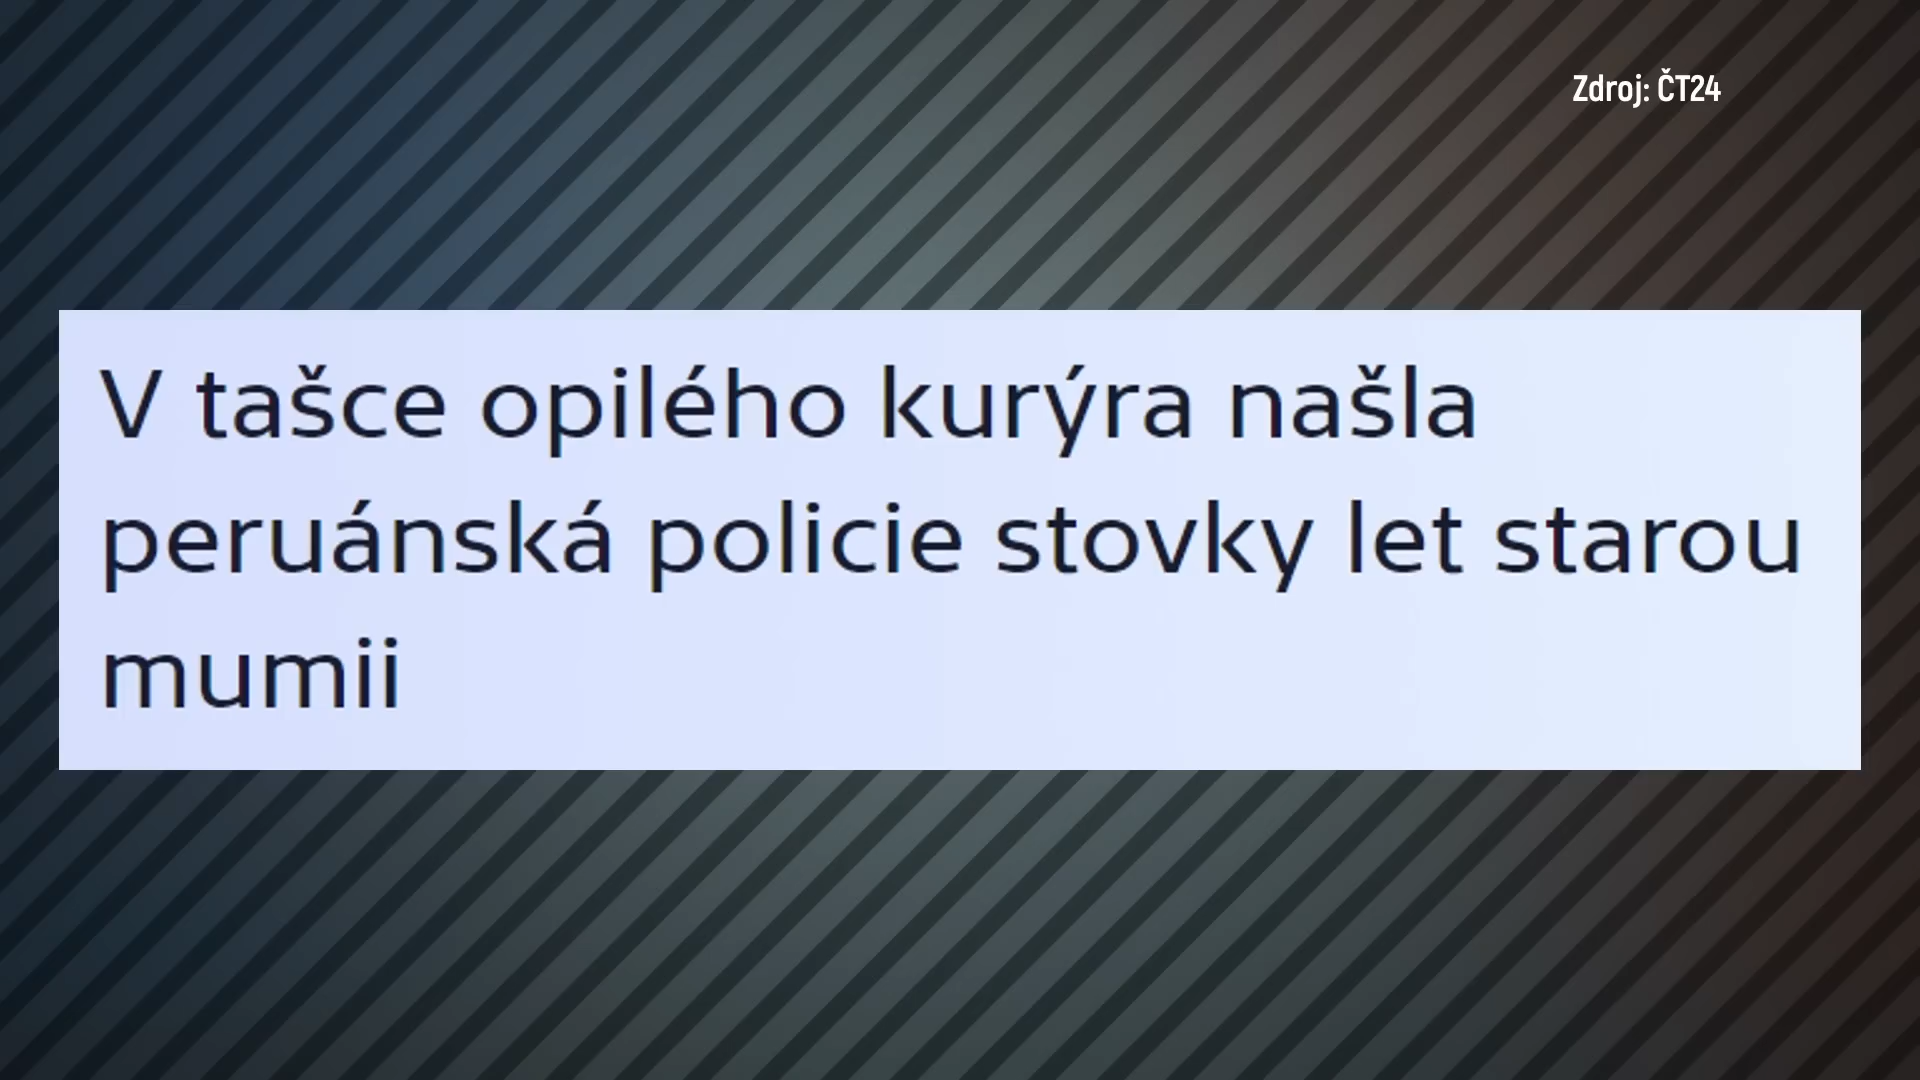 Zdroj: ČT24
V tašce opilého kurýra našla
peruánská policie stovky let starou
mumii